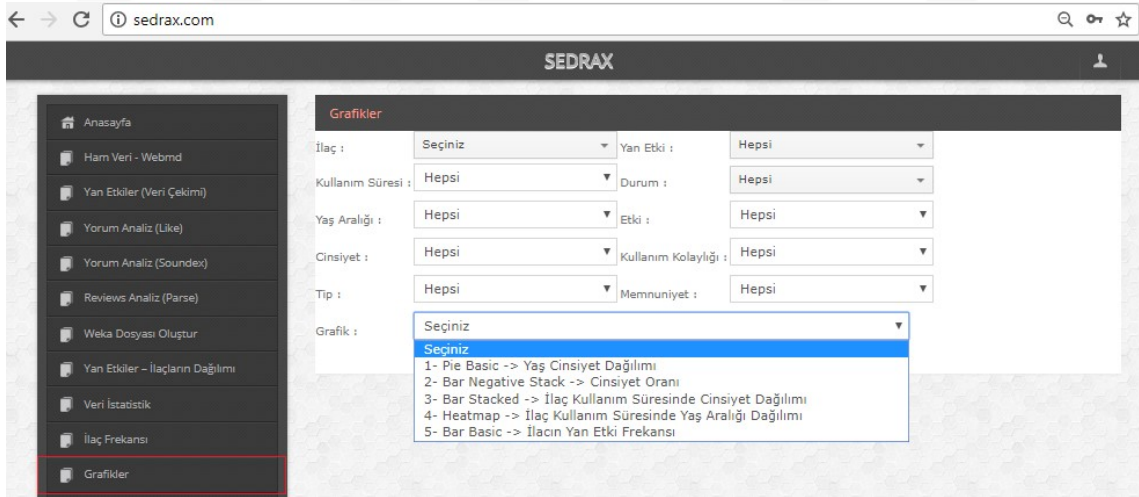 sedrax.com
SEDRAX
Anasayfa
Ham Veri - Webmd
Yan Etkiler (Veri Çekimi)
Yorum Analiz (Like)
Yorum Analiz (Soundex)
Reviews Analiz (Parse)
Weka Dosyası Oluştur
Yan Etkiler – İlaçların Dağılımı
Veri İstatistik
İlaç Frekansı
Grafikler
Grafikler
İlaç : Seçiniz Yan Etki : Hepsi
Kullanım Süresi : Hepsi Durum : Hepsi
Yaş Aralığı : Hepsi Etki : Hepsi
Cinsiyet : Hepsi Kullanım Kolaylığı : Hepsi
Tip : Hepsi Memnuniyet : Hepsi
Grafik : Seçiniz
Seçiniz
1- Pie Basic -> Yaş Cinsiyet Dağılımı
2- Bar Negative Stack -> Cinsiyet Oranı
3- Bar Stacked -> İlaç Kullanım Süresinde Cinsiyet Dağılımı
4- Heatmap -> İlaç Kullanım Süresinde Yaş Aralığı Dağılımı
5- Bar Basic -> İlacın Yan Etki Frekansı